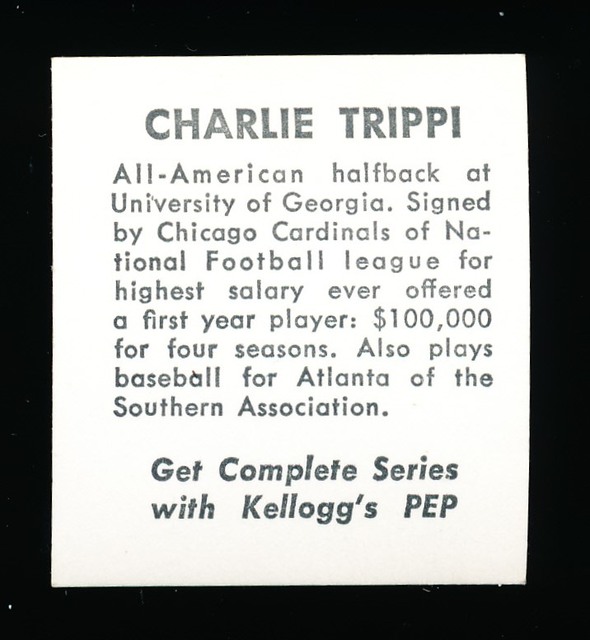 CHARLIE TRIPPI
All-American halfback at
University of Georgia. Signed
by Chicago Cardinals of Na-
tional Football league for
highest salary ever offered
a first year player: $100,000
for four seasons. Also plays
baseball for Atlanta of the
Southern Association.
Get Complete Series
with Kellogg's PEP